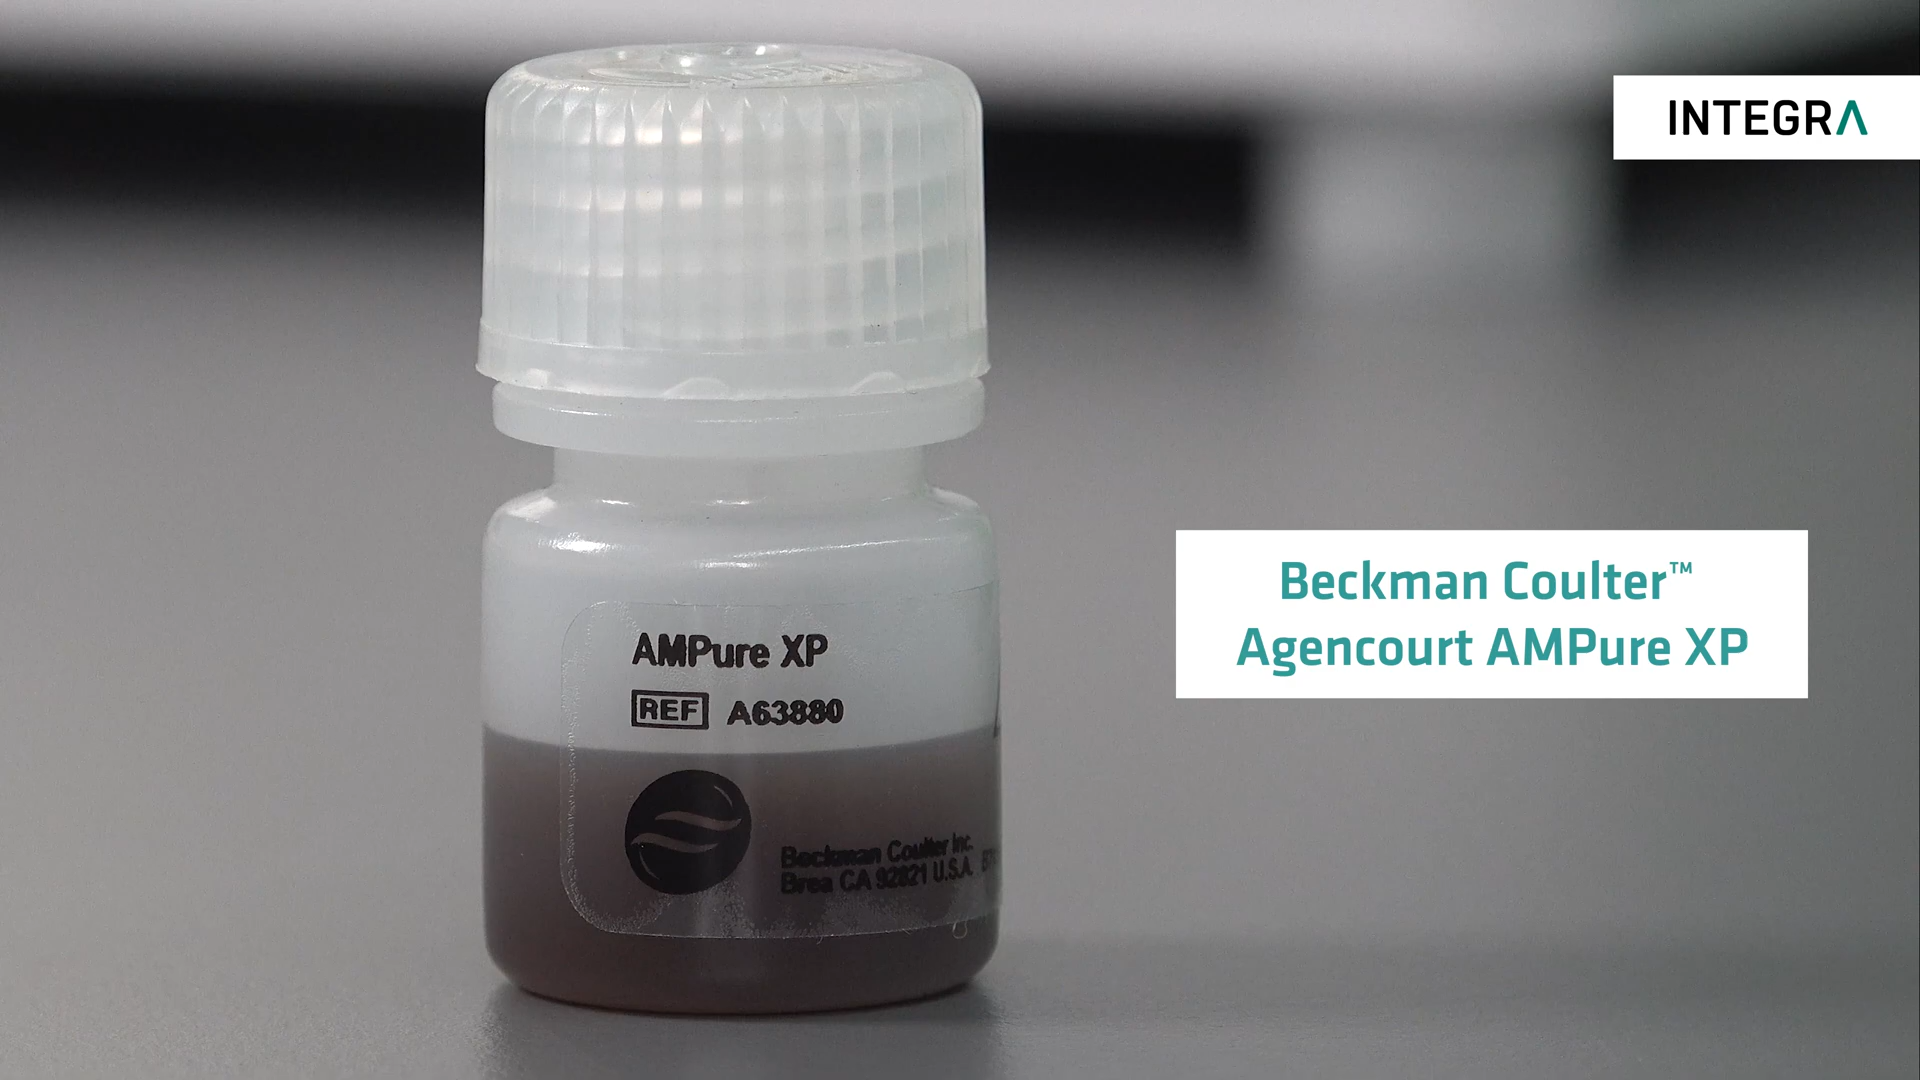 INTEGRA
Beckman Coulter™
Agencourt AMPure XP
AMPure XP
REF A63880
Beckman Coulter Inc.
Brea CA 92821 U.S.A.